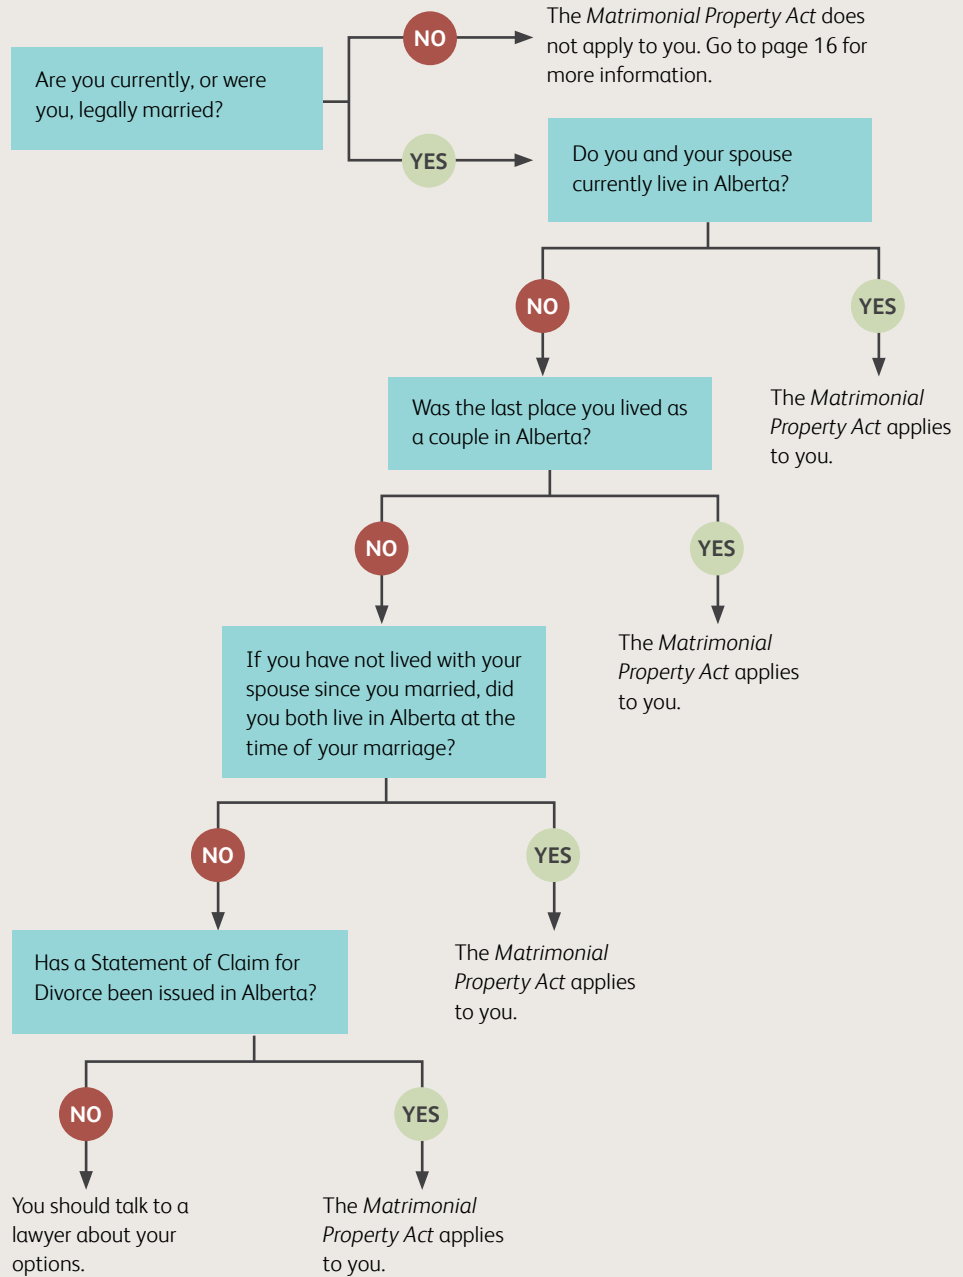 NO
The Matrimonial Property Act does
not apply to you. Go to page 16 for
more information.
Are you currently, or were
you, legally married?
YES
Do you and your spouse
currently live in Alberta?
NO
YES
The Matrimonial
Property Act applies
to you.
Was the last place you lived as
a couple in Alberta?
NO
YES
The Matrimonial
Property Act applies
to you.
If you have not lived with your
spouse since you married, did
you both live in Alberta at the
time of your marriage?
NO
YES
The Matrimonial
Property Act applies
to you.
Has a Statement of Claim for
Divorce been issued in Alberta?
NO
YES
You should talk to a
lawyer about your
options.
The Matrimonial
Property Act applies
to you.